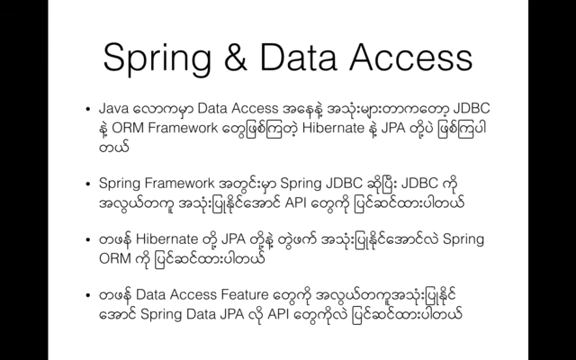 Spring & Data Access
• Java လောကမှာ Data Access အနေနဲ့ အသုံးများတာကတော့ JDBC
နဲ့ ORM Framework တွေဖြစ်ကြတဲ့ Hibernate နဲ့ JPA တို့ပဲ ဖြစ်ကြပါ
တယ်
• Spring Framework အတွင်းမှာ Spring JDBC ဆိုပြီး JDBC ကို
အလွယ်တကူ အသုံးပြုနိုင်အောင် API တွေကို ပြင်ဆင်ထားပါတယ်
• တဖန် Hibernate တို့ JPA တို့နဲ့ တွဲဖက် အသုံးပြုနိုင်အောင်လဲ Spring
ORM ကို ပြင်ဆင်ထားပါတယ်
• တဖန် Data Access Feature တွေကို အလွယ်တကူအသုံးပြုနိုင်
အောင် Spring Data JPA လို API တွေကိုလဲ ပြင်ဆင်ထားပါတယ်